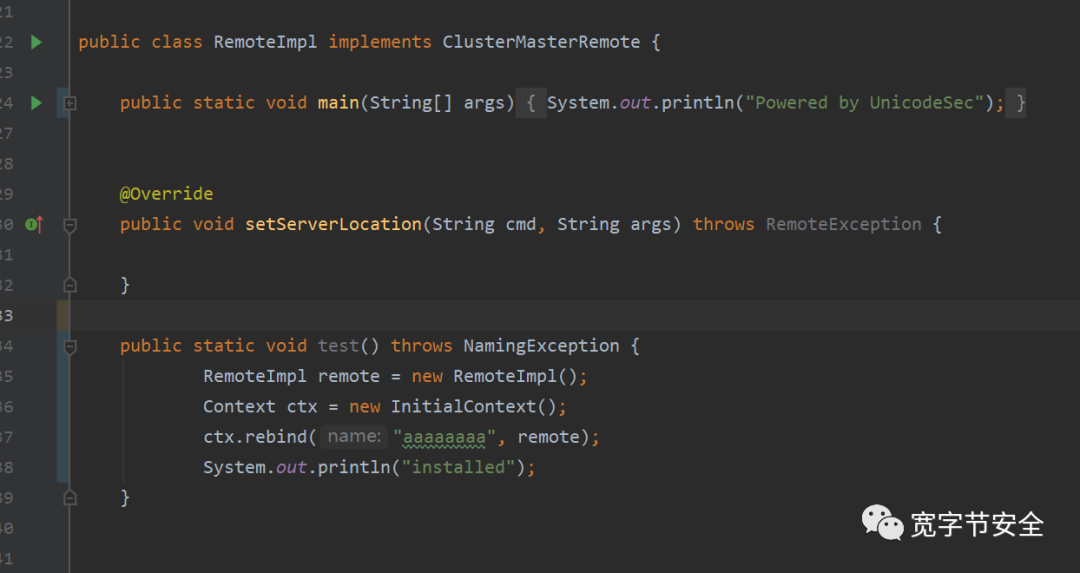 21
22 public class RemoteImpl implements ClusterMasterRemote {
23
24 public static void main(String[] args) { System.out.println("Powered by UnicodeSec"); }
27
28
29 @Override
30 public void setServerLocation(String cmd, String args) throws RemoteException {
31
32 }
33
34 public static void test() throws NamingException {
35 RemoteImpl remote = new RemoteImpl();
36 Context ctx = new InitialContext();
37 ctx.rebind( name: "aaaaaaaa", remote);
38 System.out.println("installed");
39 }
40
41
宽字节安全